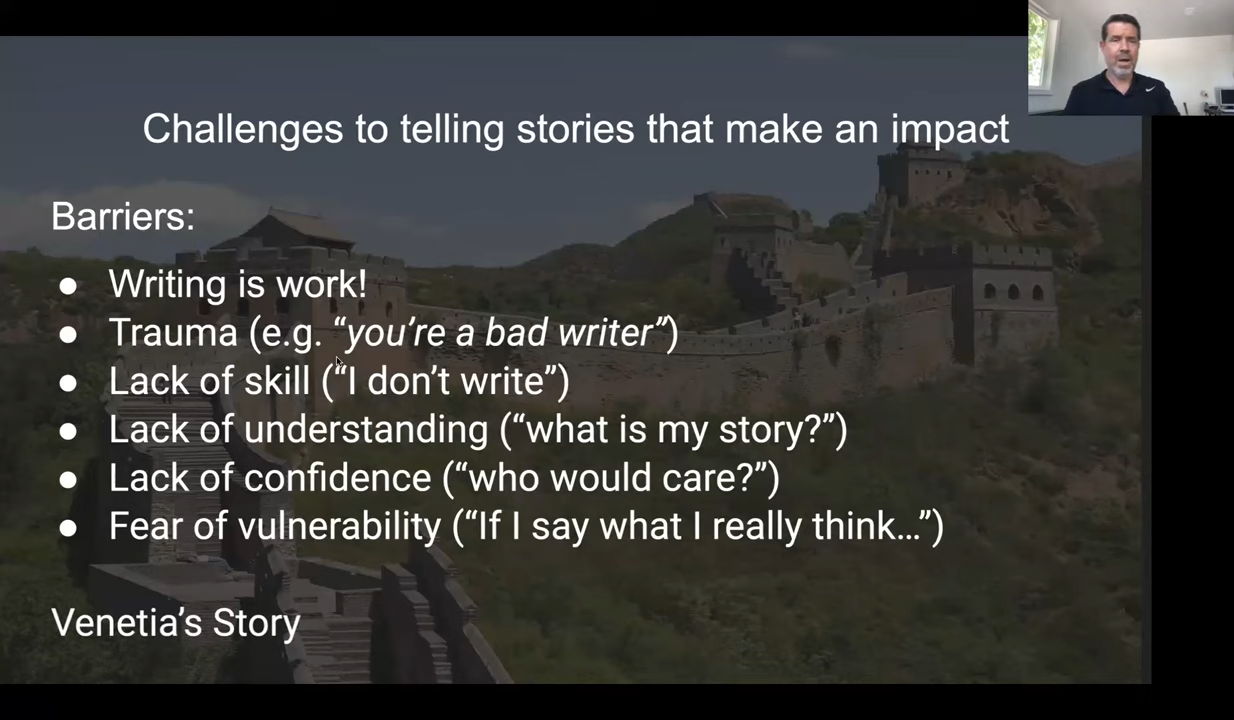 Challenges to telling stories that make an impact
Barriers:
● Writing is work!
● Trauma (e.g. “you’re a bad writer”)
● Lack of skill (“I don’t write”)
● Lack of understanding (“what is my story?”)
● Lack of confidence (“who would care?”)
● Fear of vulnerability (“If I say what I really think…”)
Venetia’s Story